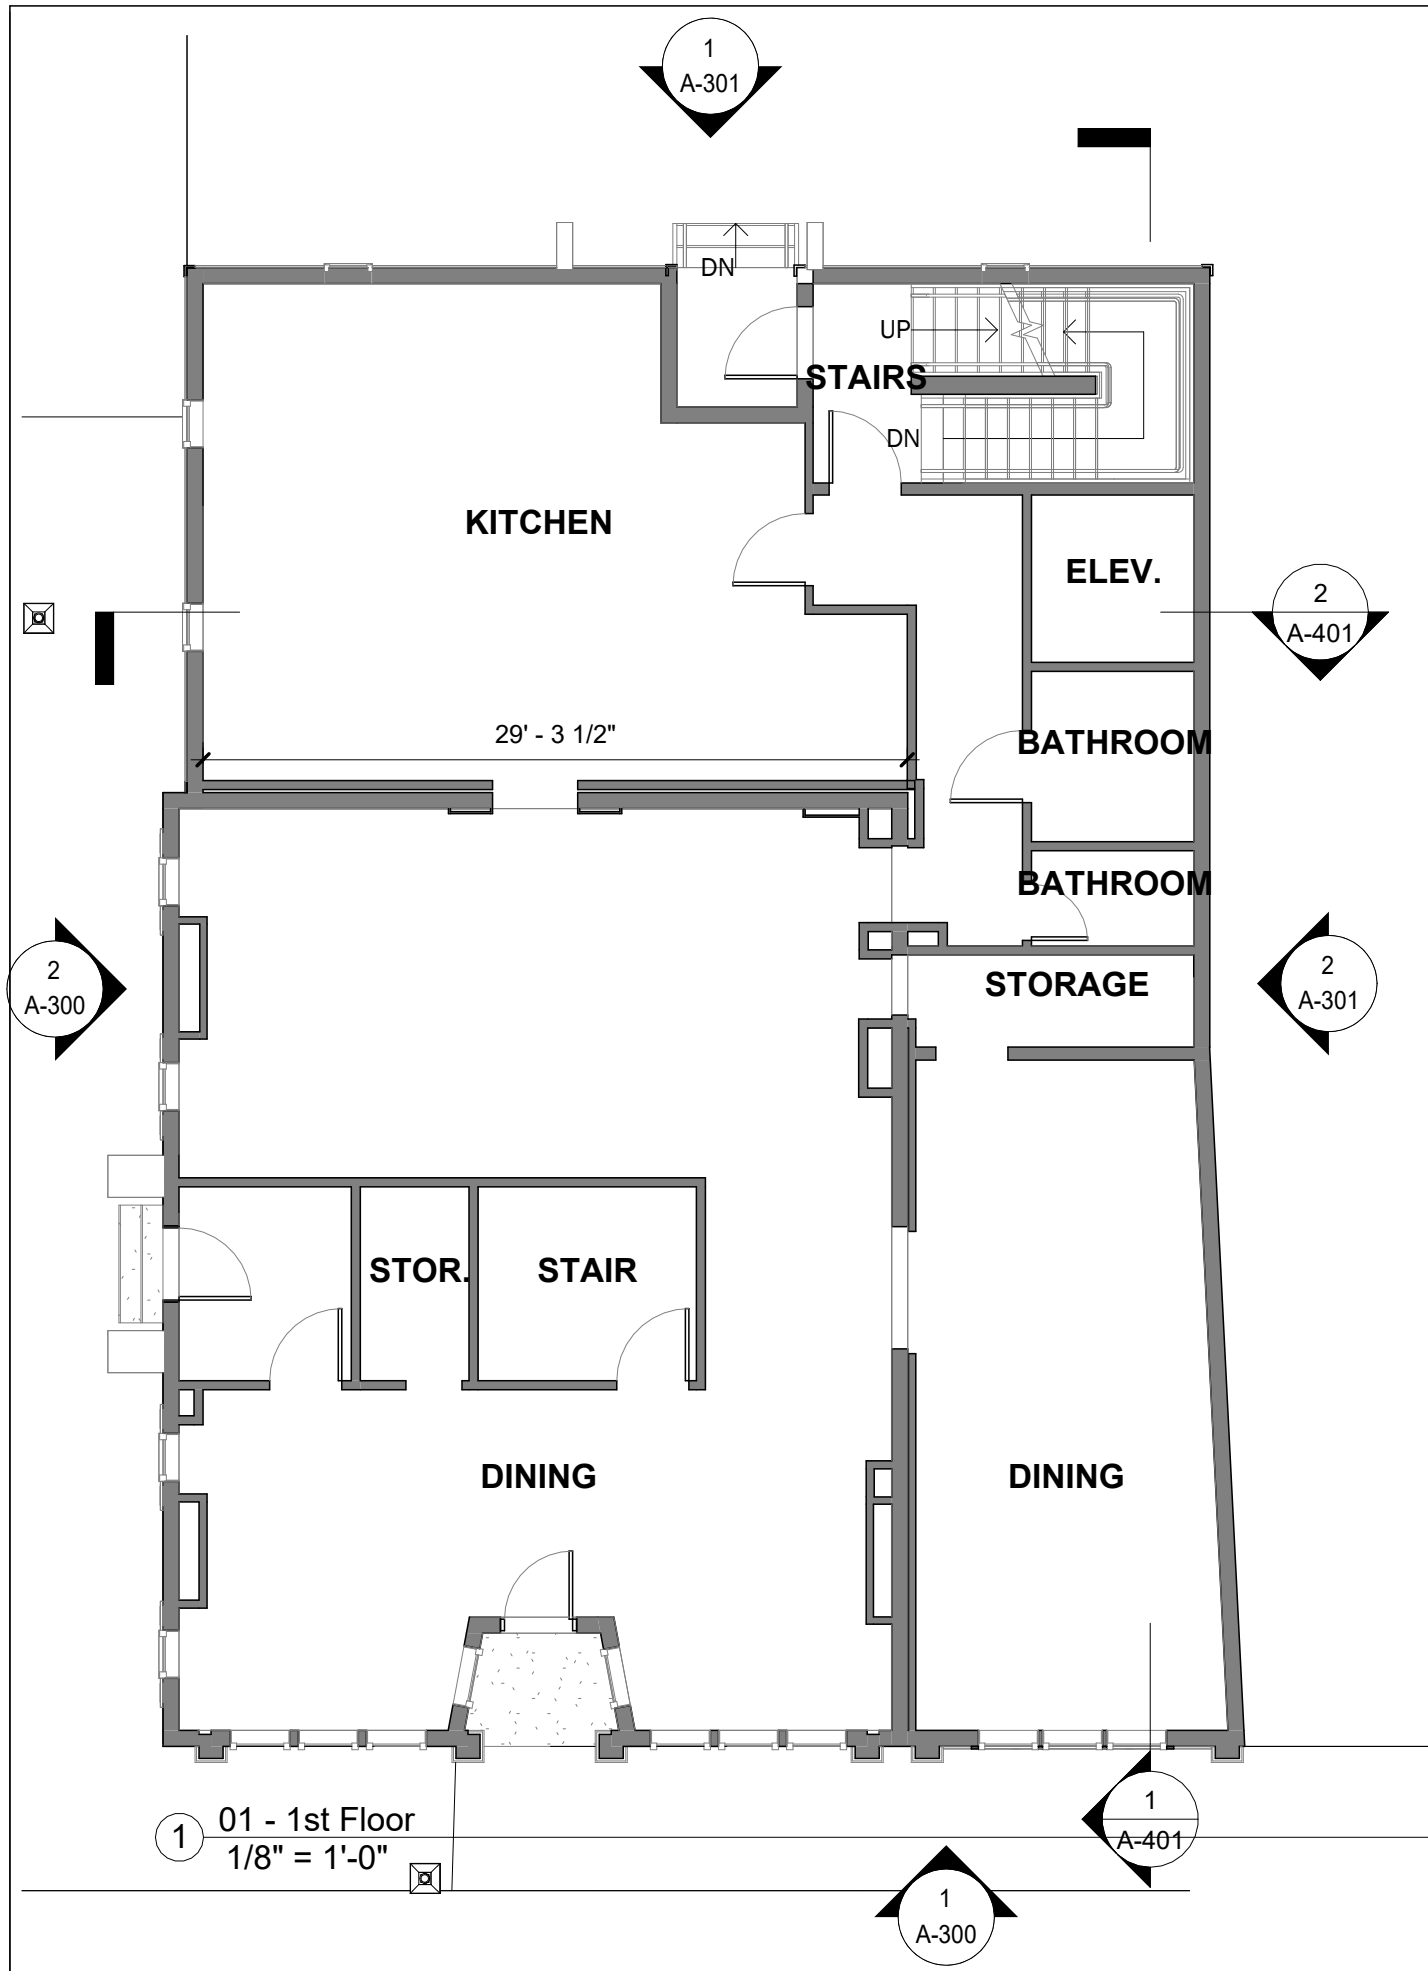 1
A-301
DN
UP
STAIRS
DN
KITCHEN
ELEV.
2
A-401
29' - 3 1/2"
BATHROOM
BATHROOM
2
A-300
STORAGE
2
A-301
STOR.
STAIR
DINING
DINING
1
01 - 1st Floor
1/8" = 1'-0"
1
A-401
1
A-300